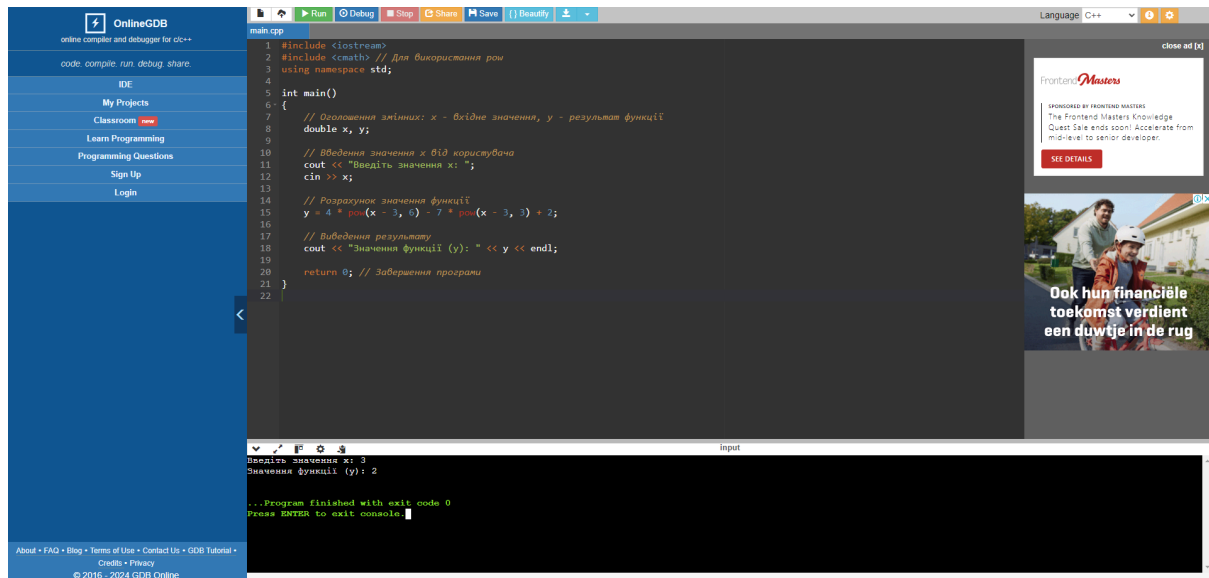 OnlineGDB
online compiler and debugger for c/c++
code. compile. run. debug. share.
IDE
My Projects
Classroom new
Learn Programming
Programming Questions
Sign Up
Login
About • FAQ • Blog • Terms of Use • Contact Us • GDB Tutorial •
Credits • Privacy
© 2016 - 2024 GDB Online
Run Debug Stop Share Save { } Beautify
Language C++
main.cpp
1 #include <iostream>
2 #include <cmath> // Для використання pow
3 using namespace std;
4
5 int main()
6 {
7 // Оголошення змінних: x - вхідне значення, y - результат функції
8 double x, y;
9
10 // Введення значення x від користувача
11 cout << "Введіть значення x: ";
12 cin >> x;
13
14 // Розрахунок значення функції
15 y = 4 * pow(x - 3, 6) - 7 * pow(x - 3, 3) + 2;
16
17 // Виведення результату
18 cout << "Значення функції (y): " << y << endl;
19
20 return 0; // Завершення програми
21 }
22
close ad [x]
Frontend Masters
SPONSORED BY FRONTEND MASTERS
The Frontend Masters Knowledge
Quest Sale ends soon! Accelerate from
mid-level to senior developer.
SEE DETAILS
Ook hun financiële
toekomst verdient
een duwtje in de rug
input
Введіть значення x: 3
Значення функції (y): 2
...Program finished with exit code 0
Press ENTER to exit console.